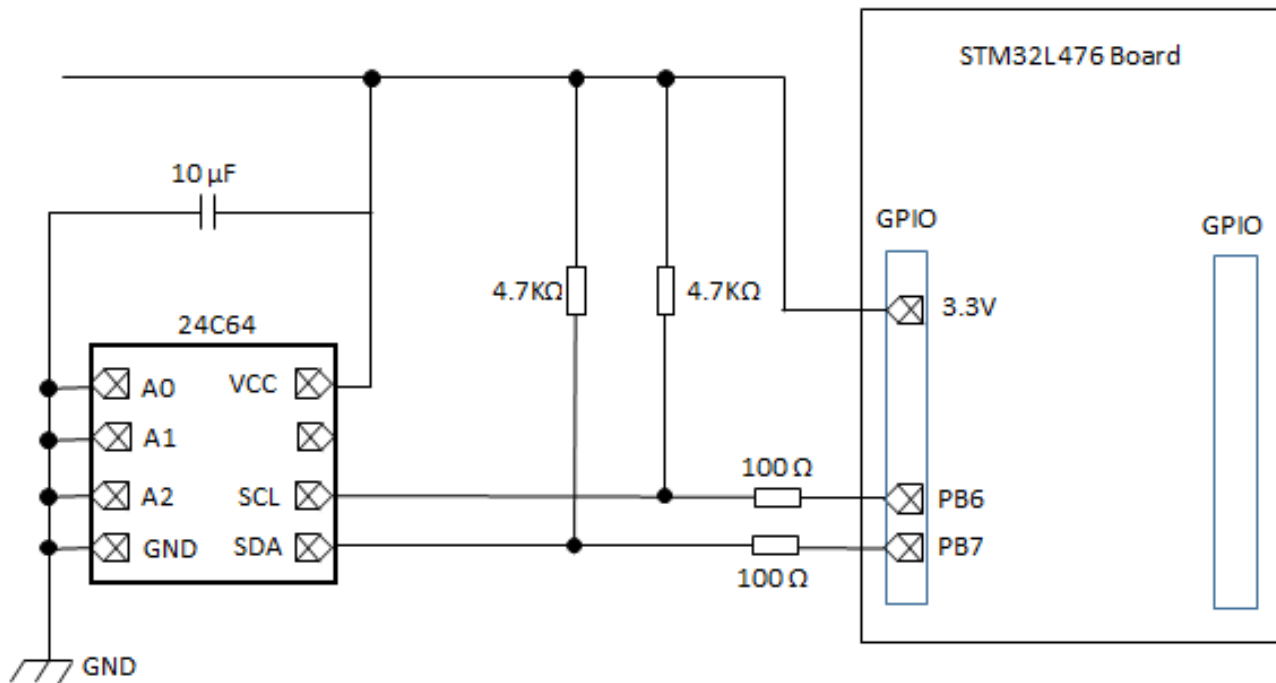 STM32L476 Board
10 µF
GPIO
GPIO
4.7KΩ
4.7KΩ
3.3V
24C64
A0
VCC
A1
A2
SCL
100 Ω
PB6
GND
SDA
PB7
100 Ω
GND